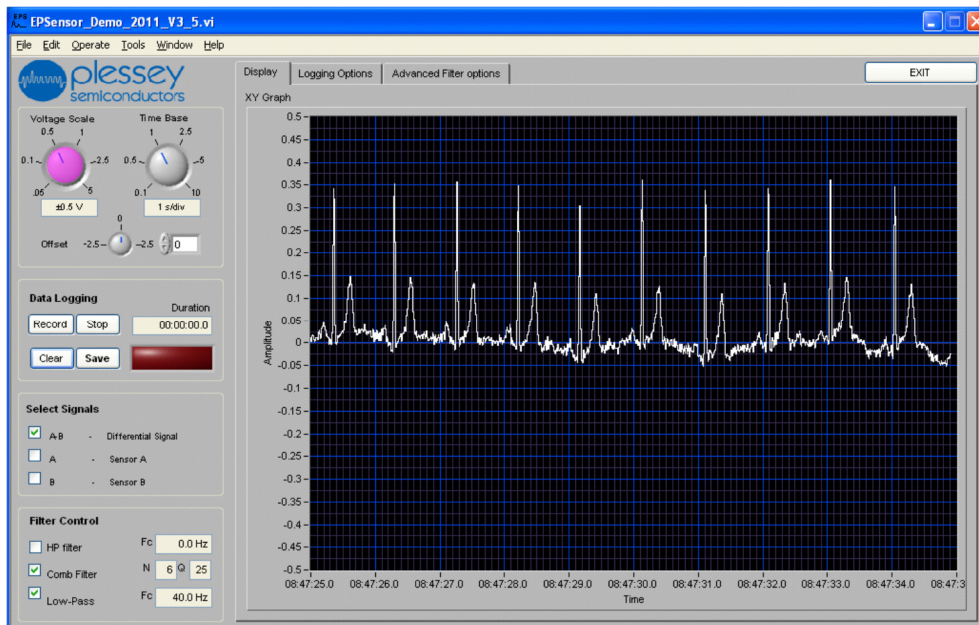 EPS
EPSensor_Demo_2011_V3_5.vi
File Edit Operate Tools Window Help
plessey
semiconductors
Display Logging Options Advanced Filter options EXIT
XY Graph
Voltage Scale Time Base
0.5 1 1 2.5
0.1 2.5 0.5 5
.05 5 0.1 10
±0.5 V 1 s/div
0
Offset -2.5 -2.5 0
Data Logging
Duration
Record Stop 00:00:00.0
Clear Save
Select Signals
A-B - Differential Signal
A - Sensor A
B - Sensor B
Filter Control
HP filter Fc 0.0 Hz
Comb Filter N 6 Q 25
Low-Pass Fc 40.0 Hz
Amplitude
0.5
0.45
0.4
0.35
0.3
0.25
0.2
0.15
0.1
0.05
0
-0.05
-0.1
-0.15
-0.2
-0.25
-0.3
-0.35
-0.4
-0.45
-0.5
08:47:25.0 08:47:26.0 08:47:27.0 08:47:28.0 08:47:29.0 08:47:30.0 08:47:31.0 08:47:32.0 08:47:33.0 08:47:34.0 08:47:3
Time